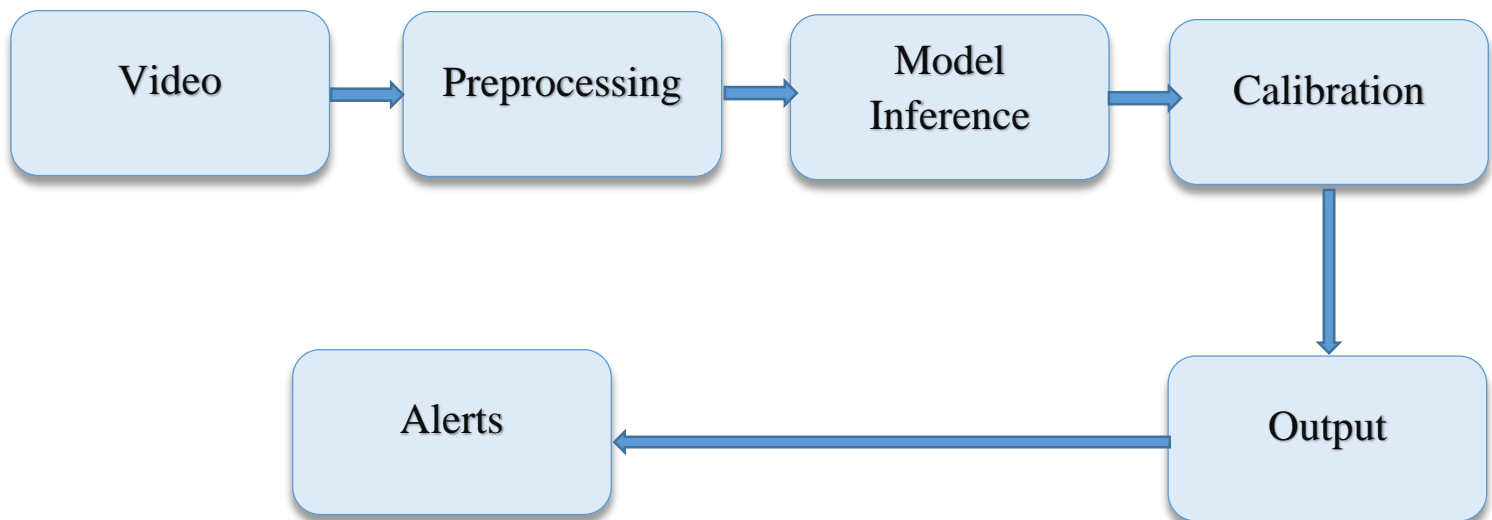 Video
Preprocessing
Model
Inference
Calibration
Output
Alerts